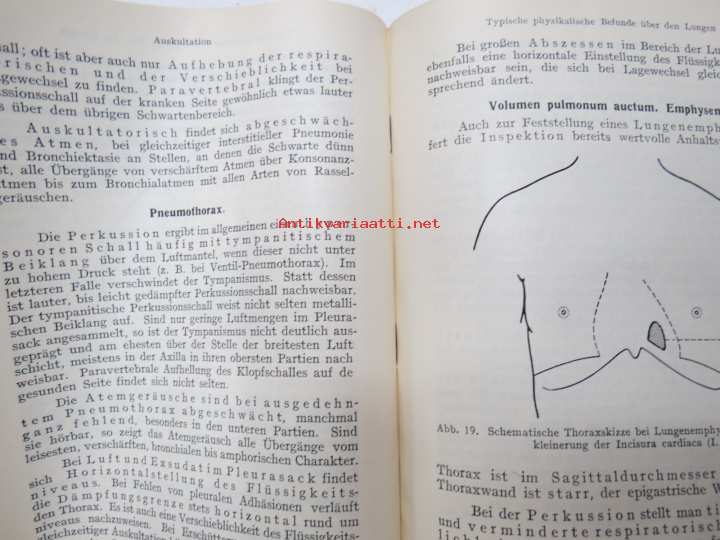 Auskultation
all; oft ist aber auch nur Aufhebung der respira-
rischen und der Verschieblichkeit bei
gewechsel zu finden. Paravertebral klingt der Per-
ussionsschall auf der kranken Seite gewöhnlich etwas lauter
s über dem übrigen Schwartenbereich.
Auskultatorisch findet sich abgeschwäch-
es Atmen, bei gleichzeitiger interstitieller Pneumonie
nd Bronchiektasie an Stellen, an denen die Schwarte dünn
st, alle Übergänge von verschärftem Atmen über Konsonanz-
tmen bis zum Bronchialatmen mit allen Arten von Rassel-
geräuschen.
Pneumothorax.
Die Perkussion ergibt im allgemeinen einen
sonoren Schall häufig mit tympanitischem
Beiklang über dem Luftmantel, wenn dieser nicht unter
zu hohem Druck steht (z. B. bei Ventil-Pneumothorax). Im
letzteren Falle verschwindet der Tympanismus. Statt dessen
ist lauter, bis leicht gedämpfter Perkussionsschall nachweisbar.
Der tympanitische Perkussionsschall weist nicht selten metalli-
schen Beiklang auf. Sind nur geringe Luftmengen im Pleura-
sack angesammelt, so ist der Tympanismus nicht deutlich aus-
geprägt und am ehesten über der Stelle der breitesten Luft
schicht, meistens in der Axilla in ihren obersten Partien nach
weisbar. Paravertebrale Aufhellung des Klopfschalles auf de
gesunden Seite findet sich nicht selten.
Die Atemgeräusche sind bei ausgedehn-
tem Pneumothorax abgeschwächt, manchmal
ganz fehlend, besonders in den unteren Partien. Sind
sie hörbar, so zeigt das Atemgeräusch alle Übergänge vom
leisesten, verschärften, bronchialen bis amphorischen Charakter.
Bei Luft und Exsudat im Pleurasack findet
sich Horizontalstellung des Flüssigkeits-
niveaus. Bei Fehlen von pleuralen Adhäsionen verläuft
die Dämpfungsgrenze stets horizontal rund um
den Thorax. Es ist auch eine Verschieblichkeit des Flüssigkeits-
niveaus nachzuweisen. Bei Erschütte
gleichzeitiger Auskultation
Antikvariaatti.net
Typische physikalische Befunde über den Lungen
Bei großen Abszessen im Bereich der Lu
ebenfalls eine horizontale Einstellung des Flüssig
nachweisbar sein, die sich bei Lagewechsel gleic
sprechend ändert.
Volumen pulmonum auctum. Emphysem
Auch zur Feststellung eines Lungenemph
fert die Inspektion bereits wertvolle Anhalts
Abb. 19. Schematische Thoraxskizze bei Lungenemphy
kleinerung der Incisura cardiaca (I.
Thorax ist im Sagittaldurchmesser
Thoraxwand ist starr, der epigastrische W
Bei der Perkussion stellt man ti
und verminderte respiratorisc